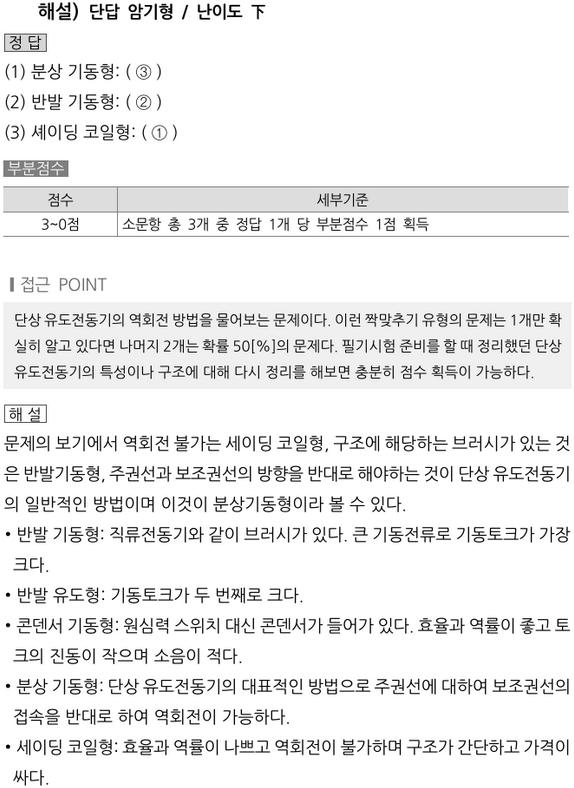 해설) 단답 암기형 / 난이도 下
정 답
(1) 분상 기동형: ( ③ )
(2) 반발 기동형: ( ② )
(3) 셰이딩 코일형: ( ① )
부분점수
점수 세부기준
3~0점 소문항 총 3개 중 정답 1개 당 부분점수 1점 획득
접근 POINT
단상 유도전동기의 역회전 방법을 물어보는 문제이다. 이런 짝맞추기 유형의 문제는 1개만 확
실히 알고 있다면 나머지 2개는 확률 50[%]의 문제다. 필기시험 준비를 할 때 정리했던 단상
유도전동기의 특성이나 구조에 대해 다시 정리를 해보면 충분히 점수 획득이 가능하다.
해 설
문제의 보기에서 역회전 불가는 세이딩 코일형, 구조에 해당하는 브러시가 있는 것
은 반발기동형, 주권선과 보조권선의 방향을 반대로 해야하는 것이 단상 유도전동기
의 일반적인 방법이며 이것이 분상기동형이라 볼 수 있다.
• 반발 기동형: 직류전동기와 같이 브러시가 있다. 큰 기동전류로 기동토크가 가장
크다.
• 반발 유도형: 기동토크가 두 번째로 크다.
• 콘덴서 기동형: 원심력 스위치 대신 콘덴서가 들어가 있다. 효율과 역률이 좋고 토
크의 진동이 작으며 소음이 적다.
• 분상 기동형: 단상 유도전동기의 대표적인 방법으로 주권선에 대하여 보조권선의
접속을 반대로 하여 역회전이 가능하다.
• 세이딩 코일형: 효율과 역률이 나쁘고 역회전이 불가하며 구조가 간단하고 가격이
싸다.